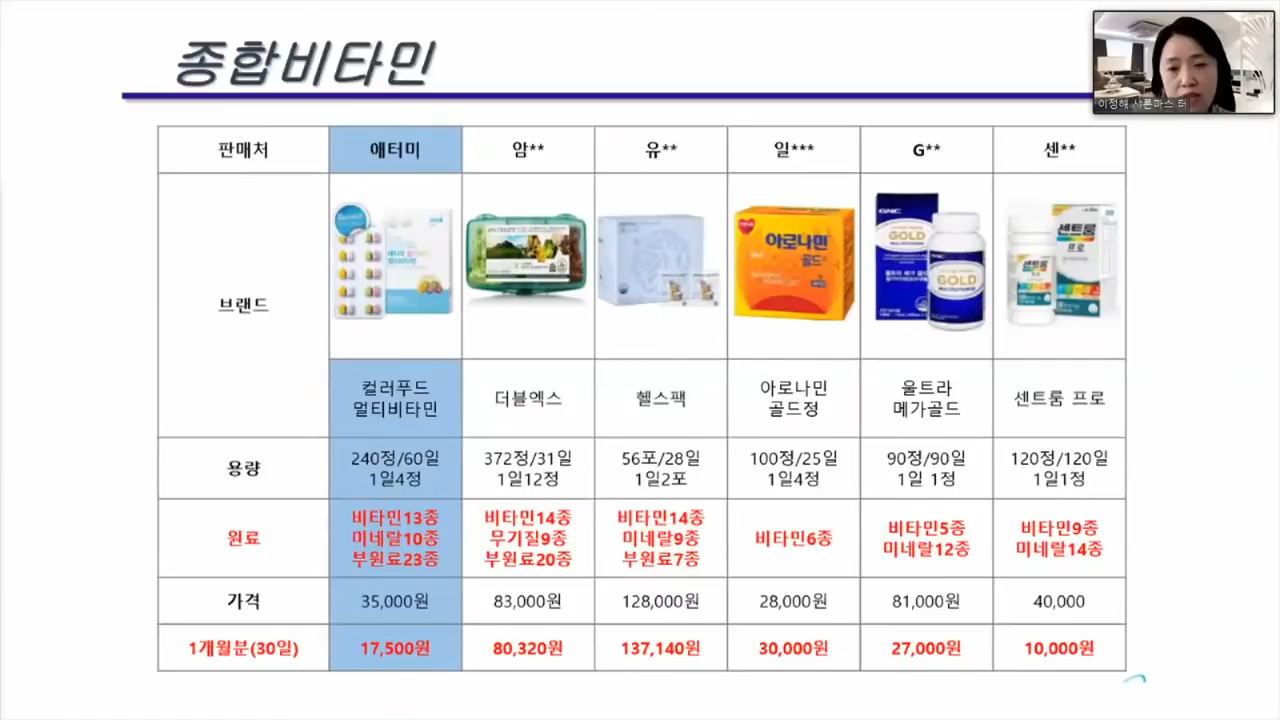 종합비타민
이정해 샤론마스터
판매처 애터미 암** 유** 일*** G** 센**
브랜드
GNC
GOLD
GOLD
아로나민
골드
센트룸
프로
센트룸
컬러푸드
멀티비타민
더블엑스
헬스팩
아로나민
골드정
울트라
메가골드
센트룸 프로
용량
240정/60일
1일4정
372정/31일
1일12정
56포/28일
1일2포
100정/25일
1일4정
90정/90일
1일 1정
120정/120일
1일1정
원료
비타민13종
미네랄10종
부원료23종
비타민14종
무기질9종
부원료20종
비타민14종
미네랄9종
부원료7종
비타민6종
비타민5종
미네랄12종
비타민9종
미네랄14종
가격 35,000원 83,000원 128,000원 28,000원 81,000원 40,000
1개월분(30일) 17,500원 80,320원 137,140원 30,000원 27,000원 10,000원